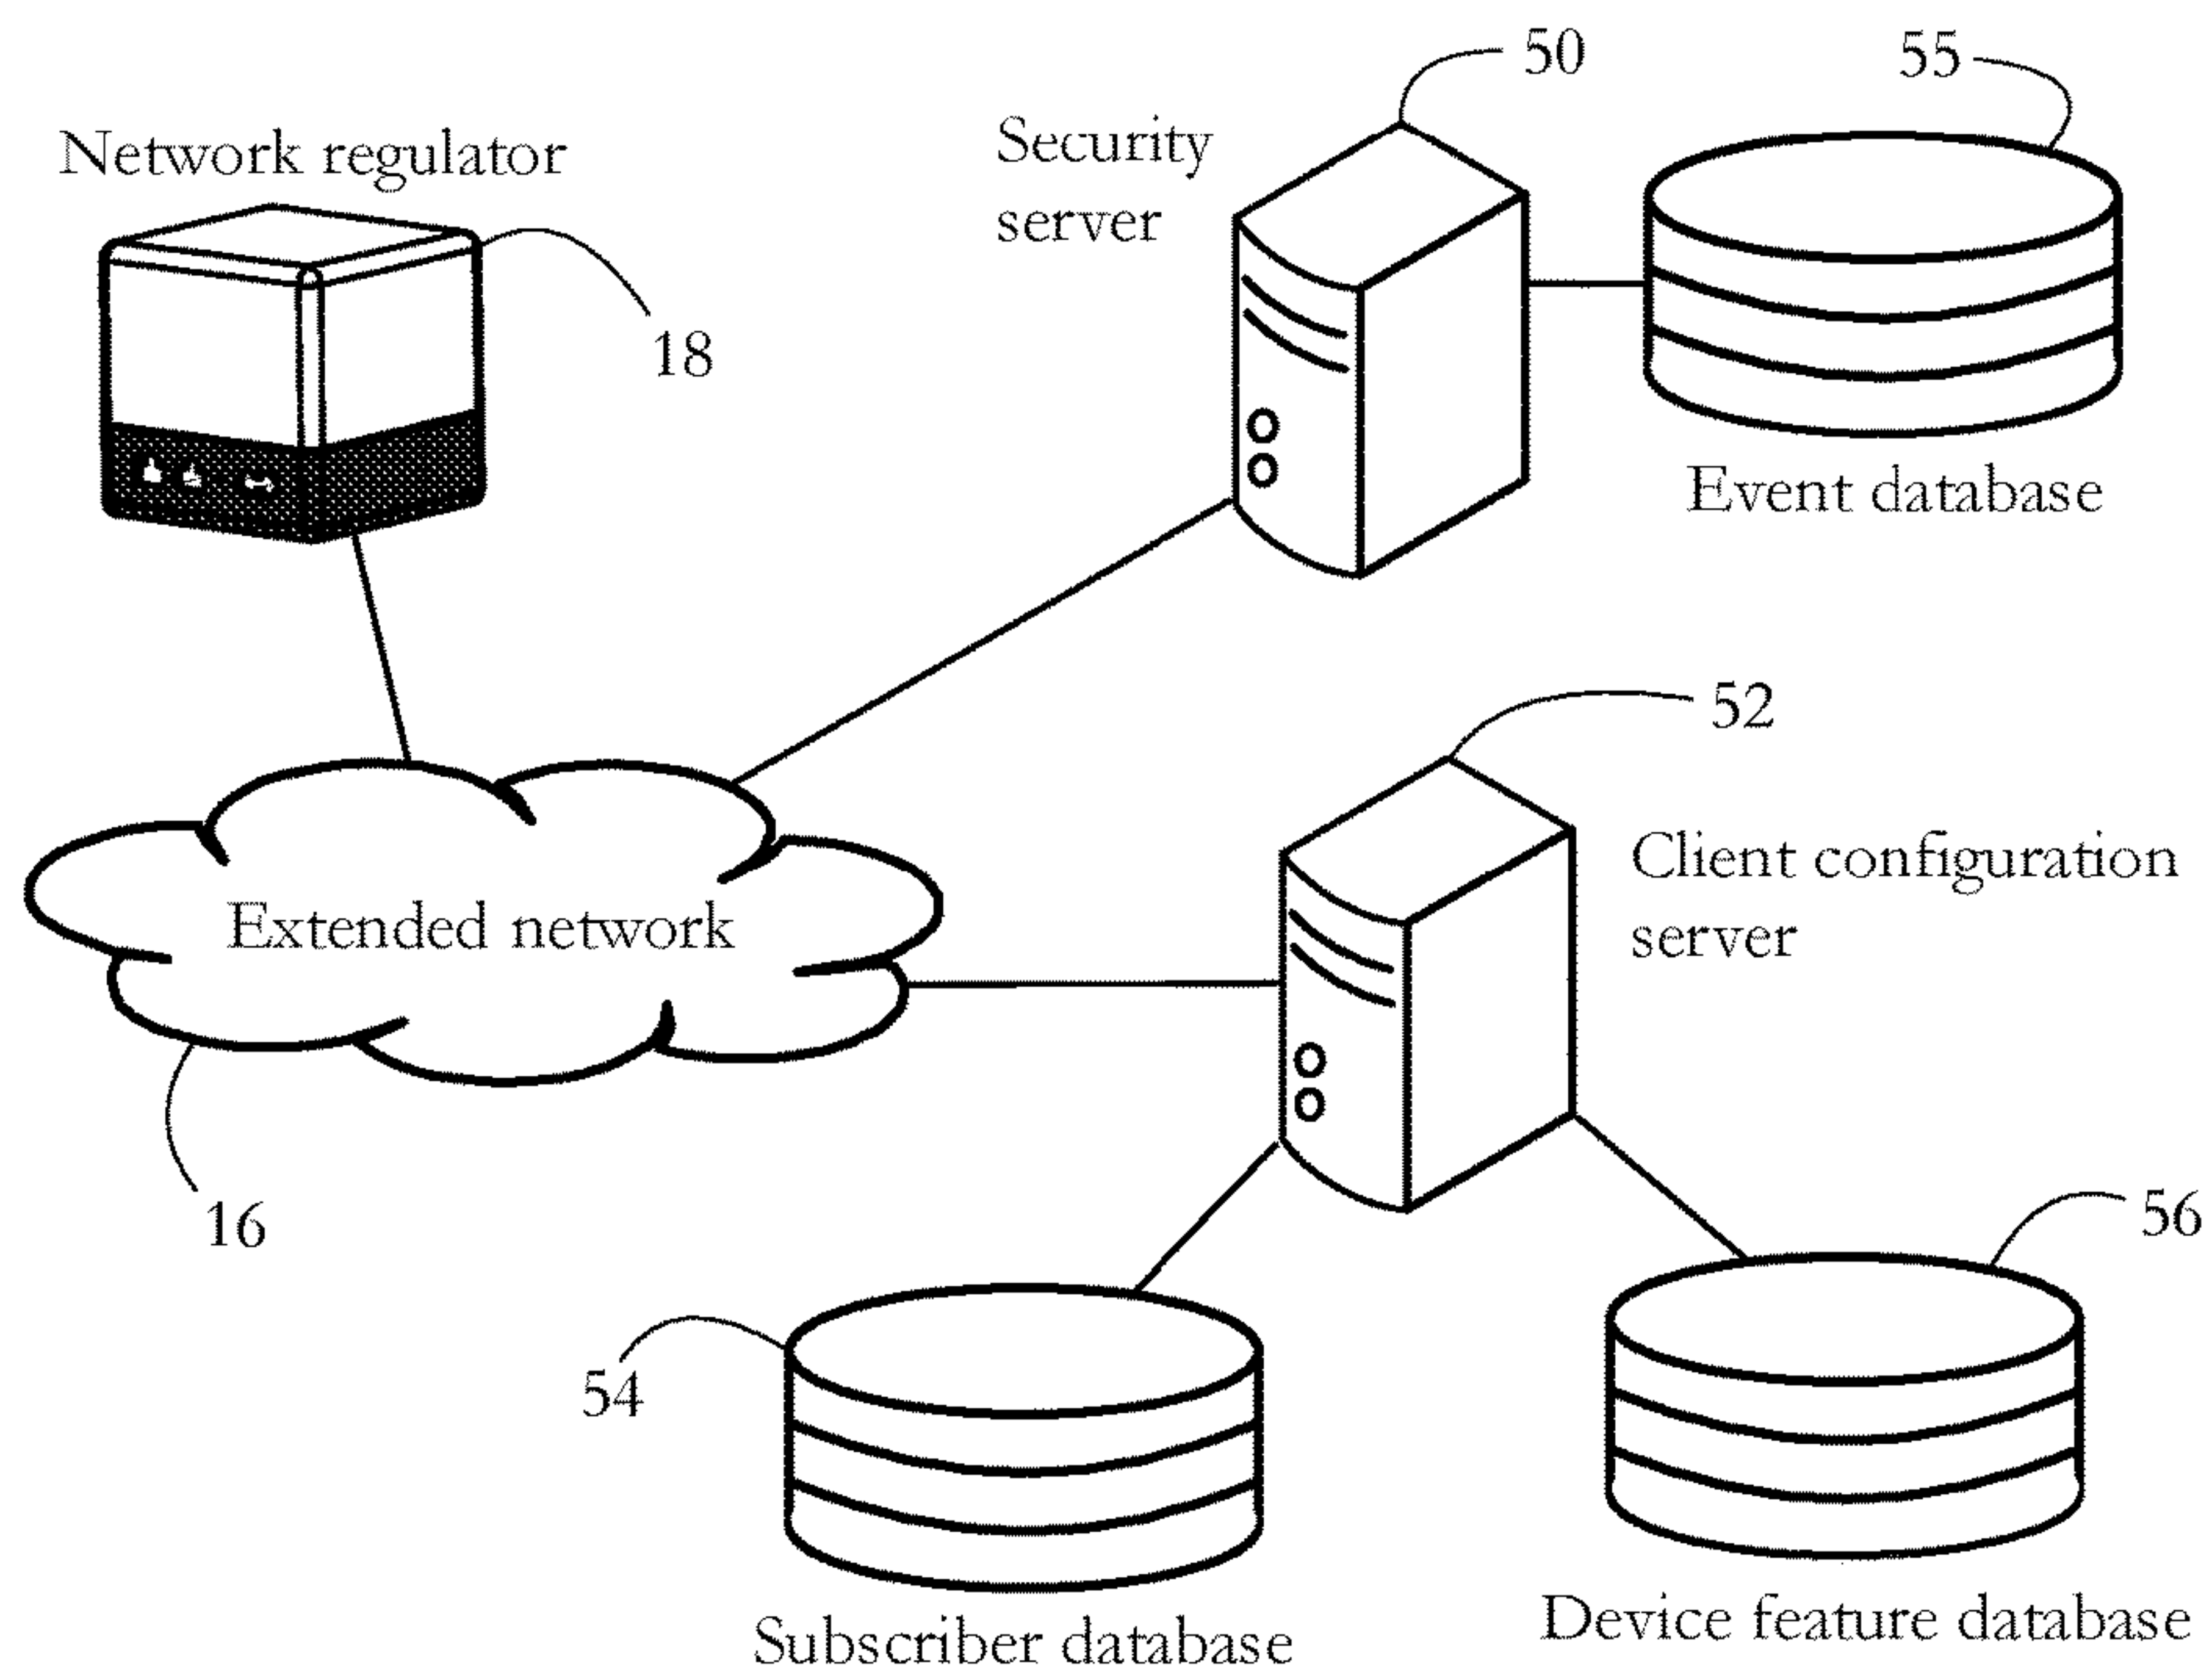 50
55
Network regulator
Security
server
18
Event database
52
Client configuration
server
Extended network
16
56
54
Subscriber database
Device feature database